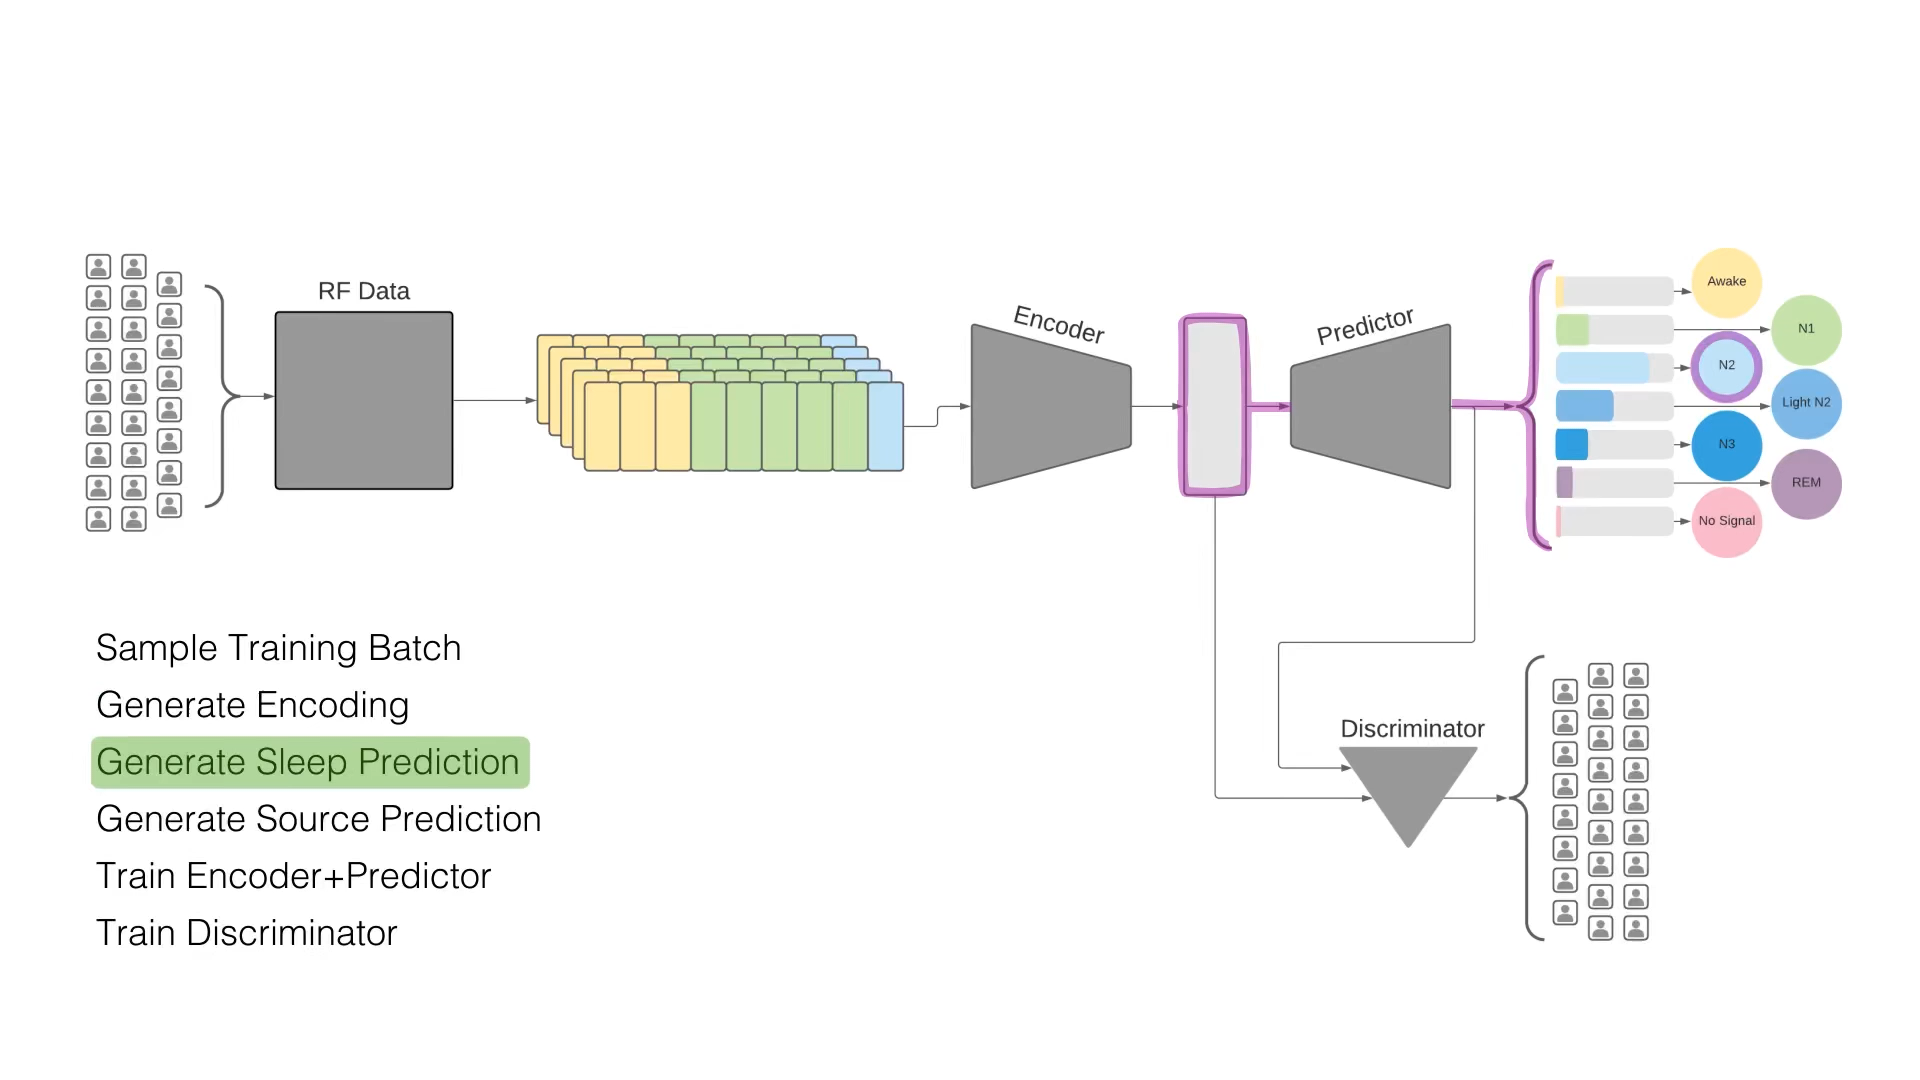 RF Data
Encoder
Predictor
Awake
N1
N2
Light N2
N3
REM
No Signal
Discriminator
Sample Training Batch
Generate Encoding
Generate Sleep Prediction
Generate Source Prediction
Train Encoder+Predictor
Train Discriminator